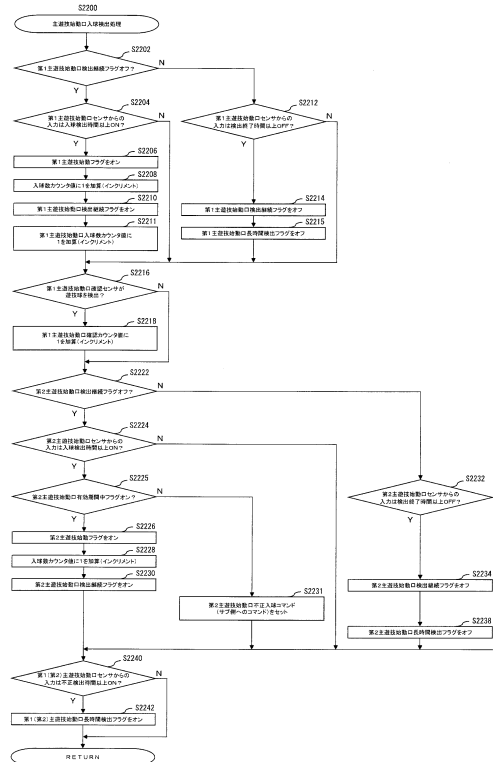 S2200
主遊技始動口入球検出処理
S2202
第1主遊技始動口検出継続フラグオフ？
N
Y
S2204
第1主遊技始動口センサからの
入力は入球検出時間以上ON？
N
Y
S2212
第1主遊技始動口センサからの
入力は検出終了時間以上OFF？
N
Y
S2206
第1主遊技始動フラグをオン
S2208
入球数カウンタ値に1を加算(インクリメント)
S2210
第1主遊技始動口検出継続フラグをオン
S2211
第1主遊技始動口入球数カウンタ値に
1を加算(インクリメント)
S2214
第1主遊技始動口検出継続フラグをオフ
S2215
第1主遊技始動口長時間検出フラグをオフ
S2216
第1主遊技始動口確認センサが
遊技球を検出？
N
Y
S2218
第1主遊技始動口確認カウンタ値に
1を加算(インクリメント)
S2222
第2主遊技始動口検出継続フラグオフ？
N
Y
S2224
第2主遊技始動口センサからの
入力は入球検出時間以上ON？
N
Y
S2225
第2主遊技始動口有効期間中フラグオン？
N
Y
S2232
第2主遊技始動口センサからの
入力は検出終了時間以上OFF？
N
Y
S2226
第2主遊技始動フラグをオン
S2228
入球数カウンタ値に1を加算(インクリメント)
S2230
第2主遊技始動口検出継続フラグをオン
S2231
第2主遊技始動口不正入球コマンド
(サブ側へのコマンド)をセット
S2234
第2主遊技始動口検出継続フラグをオフ
S2238
第2主遊技始動口長時間検出フラグをオフ
S2240
第1(第2)主遊技始動口センサからの
入力は不正検出時間以上ON？
N
Y
S2242
第1(第2)主遊技始動口長時間検出フラグをオン
RETURN